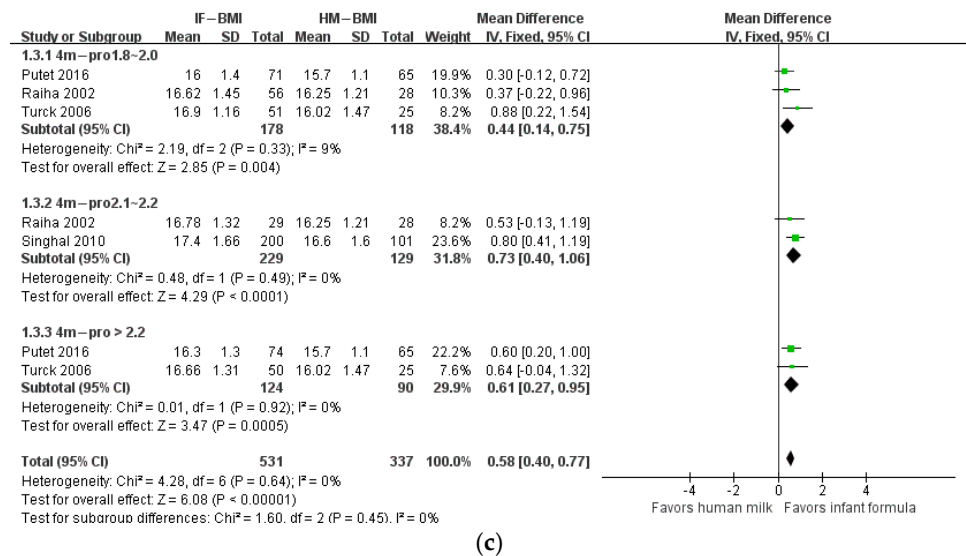 IF−BMI HM−BMI Mean Difference Mean Difference
Study or Subgroup Mean SD Total Mean SD Total Weight IV, Fixed, 95% CI IV, Fixed, 95% CI
1.3.1 4m−pro1.8~2.0
Putet 2016 16 1.4 71 15.7 1.1 65 19.9% 0.30 [-0.12, 0.72]
Raiha 2002 16.62 1.45 56 16.25 1.21 28 10.3% 0.37 [-0.22, 0.96]
Turck 2006 16.9 1.16 51 16.02 1.47 25 8.2% 0.88 [0.22, 1.54]
Subtotal (95% CI) 178 118 38.4% 0.44 [0.14, 0.75]
Heterogeneity: Chi² = 2.19, df = 2 (P = 0.33); I² = 9%
Test for overall effect: Z = 2.85 (P = 0.004)
1.3.2 4m−pro2.1~2.2
Raiha 2002 16.78 1.32 29 16.25 1.21 28 8.2% 0.53 [-0.13, 1.19]
Singhal 2010 17.4 1.66 200 16.6 1.6 101 23.6% 0.80 [0.41, 1.19]
Subtotal (95% CI) 229 129 31.8% 0.73 [0.40, 1.06]
Heterogeneity: Chi² = 0.48, df = 1 (P = 0.49); I² = 0%
Test for overall effect: Z = 4.29 (P < 0.0001)
1.3.3 4m−pro > 2.2
Putet 2016 16.3 1.3 74 15.7 1.1 65 22.2% 0.60 [0.20, 1.00]
Turck 2006 16.66 1.31 50 16.02 1.47 25 7.6% 0.64 [-0.04, 1.32]
Subtotal (95% CI) 124 90 29.9% 0.61 [0.27, 0.95]
Heterogeneity: Chi² = 0.01, df = 1 (P = 0.92); I² = 0%
Test for overall effect: Z = 3.47 (P = 0.0005)
Total (95% CI) 531 337 100.0% 0.58 [0.40, 0.77]
Heterogeneity: Chi² = 4.28, df = 6 (P = 0.64); I² = 0%
Test for overall effect: Z = 6.08 (P < 0.00001)
Test for subgroup differences: Chi² = 1.60, df = 2 (P = 0.45), I² = 0%
-4 -2 0 2 4
Favors human milk Favors infant formula
(c)